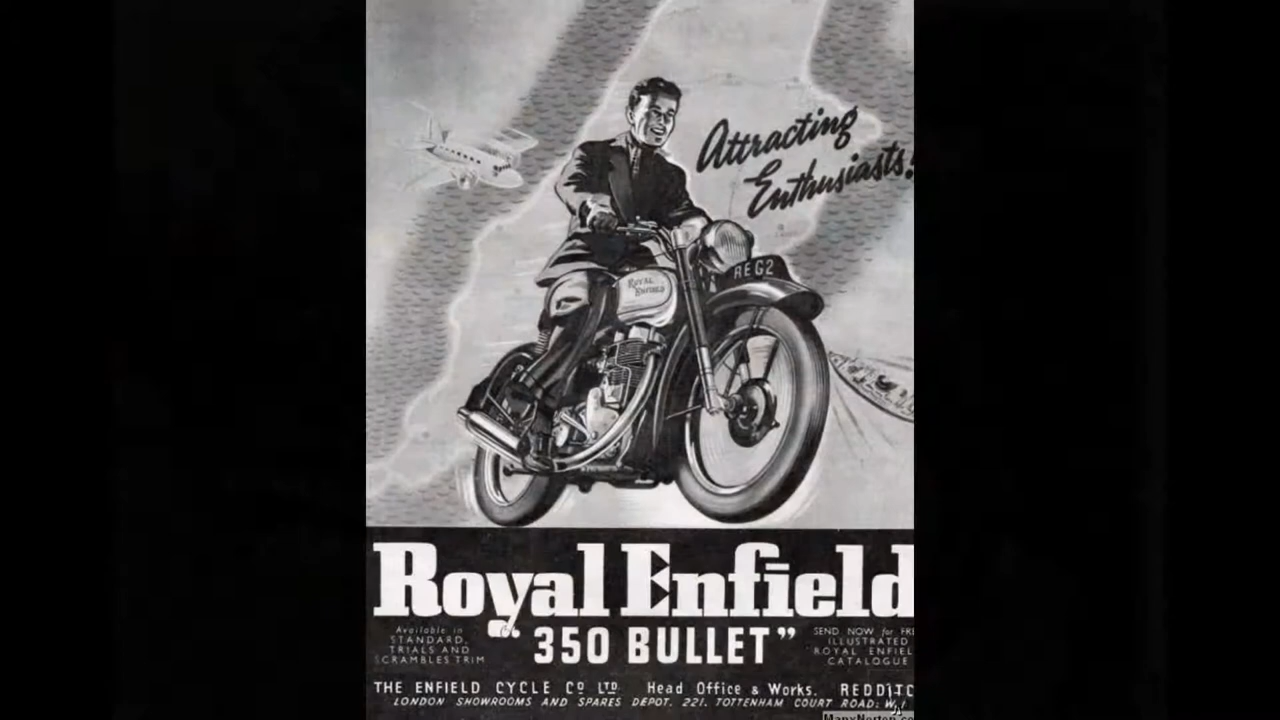 Attracting
Enthusiasts!
REG2
ROYAL
ENFIELD
Royal Enfield
"350 BULLET"
Available in
STANDARD,
TRIALS AND
SCRAMBLES TRIM
SEND NOW for FR
ILLUSTRATED
ROYAL ENFIEL
CATALOGUE
THE ENFIELD CYCLE Co LTD. Head Office & Works. REDDITC
LONDON SHOWROOMS AND SPARES DEPOT. 221. TOTTENHAM COURT ROAD: W.1
ManxNorton.co